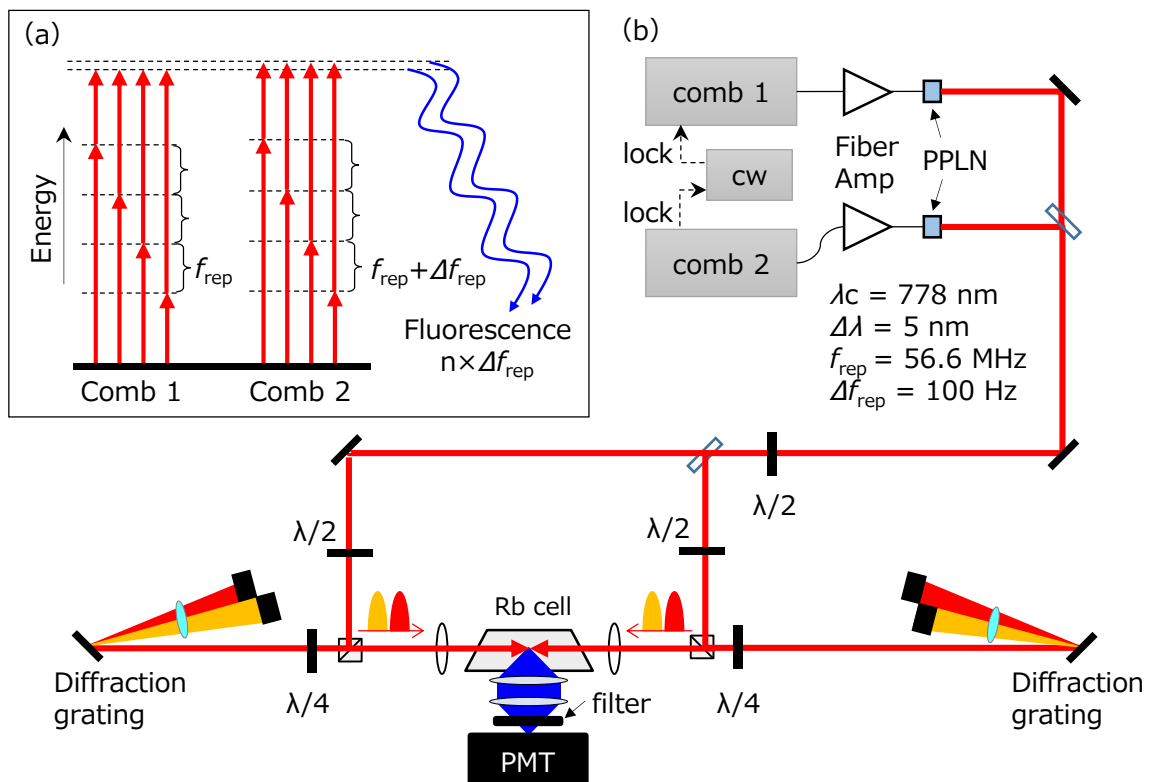 (a)
Energy
f_rep
f_rep+Δf_rep
Fluorescence
n×Δf_rep
Comb 1
Comb 2
(b)
comb 1
lock
cw
lock
comb 2
Fiber
Amp
PPLN
λc = 778 nm
Δλ = 5 nm
f_rep = 56.6 MHz
Δf_rep = 100 Hz
λ/2
λ/2
λ/2
Rb cell
Diffraction
grating
λ/4
filter
λ/4
Diffraction
grating
PMT